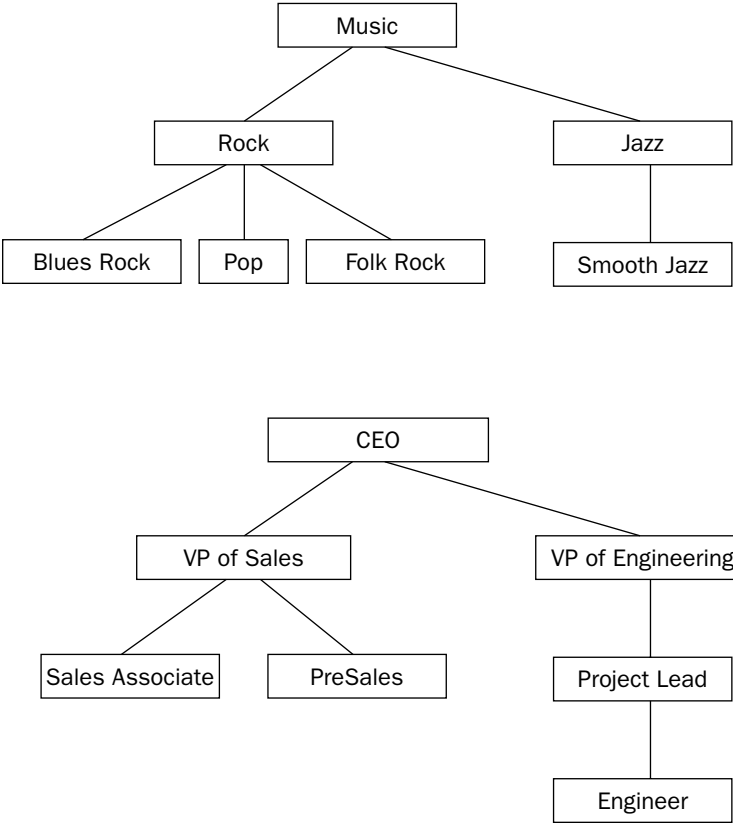 Music
Rock
Jazz
Blues Rock
Pop
Folk Rock
Smooth Jazz
CEO
VP of Sales
VP of Engineering
Sales Associate
PreSales
Project Lead
Engineer